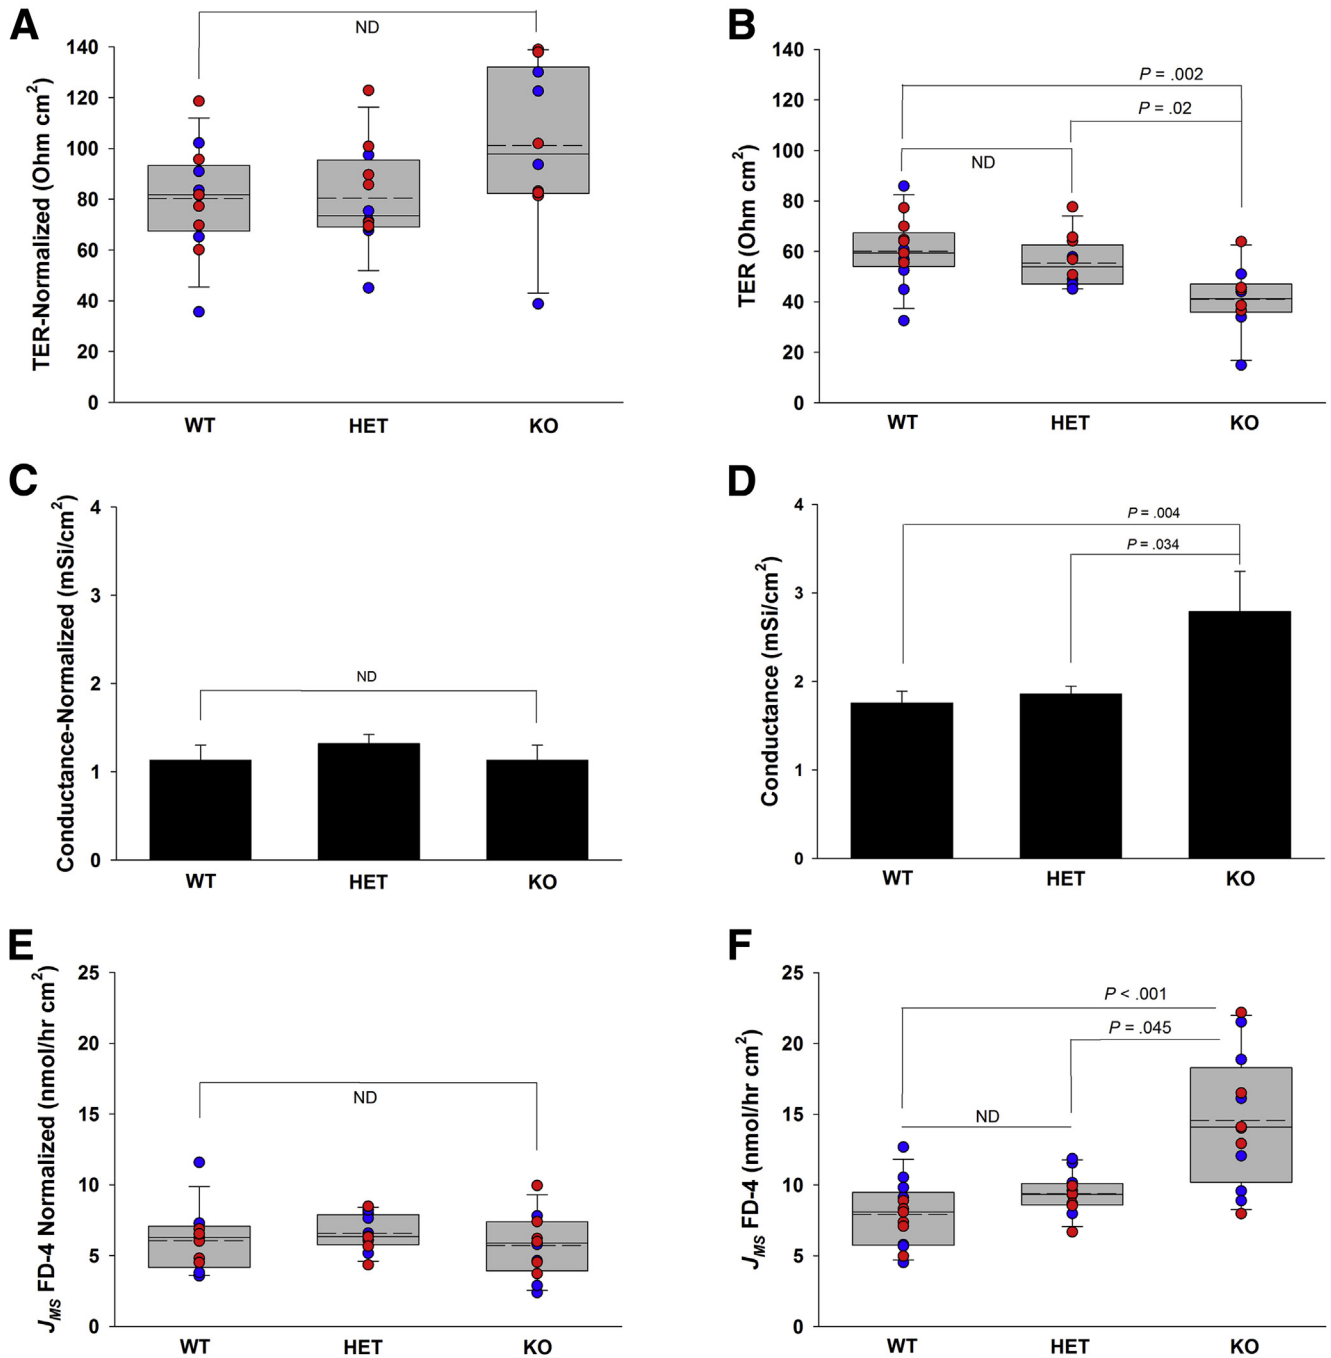 A
TER-Normalized (Ohm cm²)
140
120
100
80
60
40
20
0
ND
WT HET KO
B
TER (Ohm cm²)
140
120
100
80
60
40
20
0
P = .002
P = .02
ND
WT HET KO
C
Conductance-Normalized (mSi/cm²)
4
3
2
1
0
ND
WT HET KO
D
Conductance (mSi/cm²)
4
3
2
1
0
P = .004
P = .034
WT HET KO
E
J_MS FD-4 Normalized (nmol/hr cm²)
25
20
15
10
5
0
ND
WT HET KO
F
J_MS FD-4 (nmol/hr cm²)
25
20
15
10
5
0
P < .001
P = .045
ND
WT HET KO